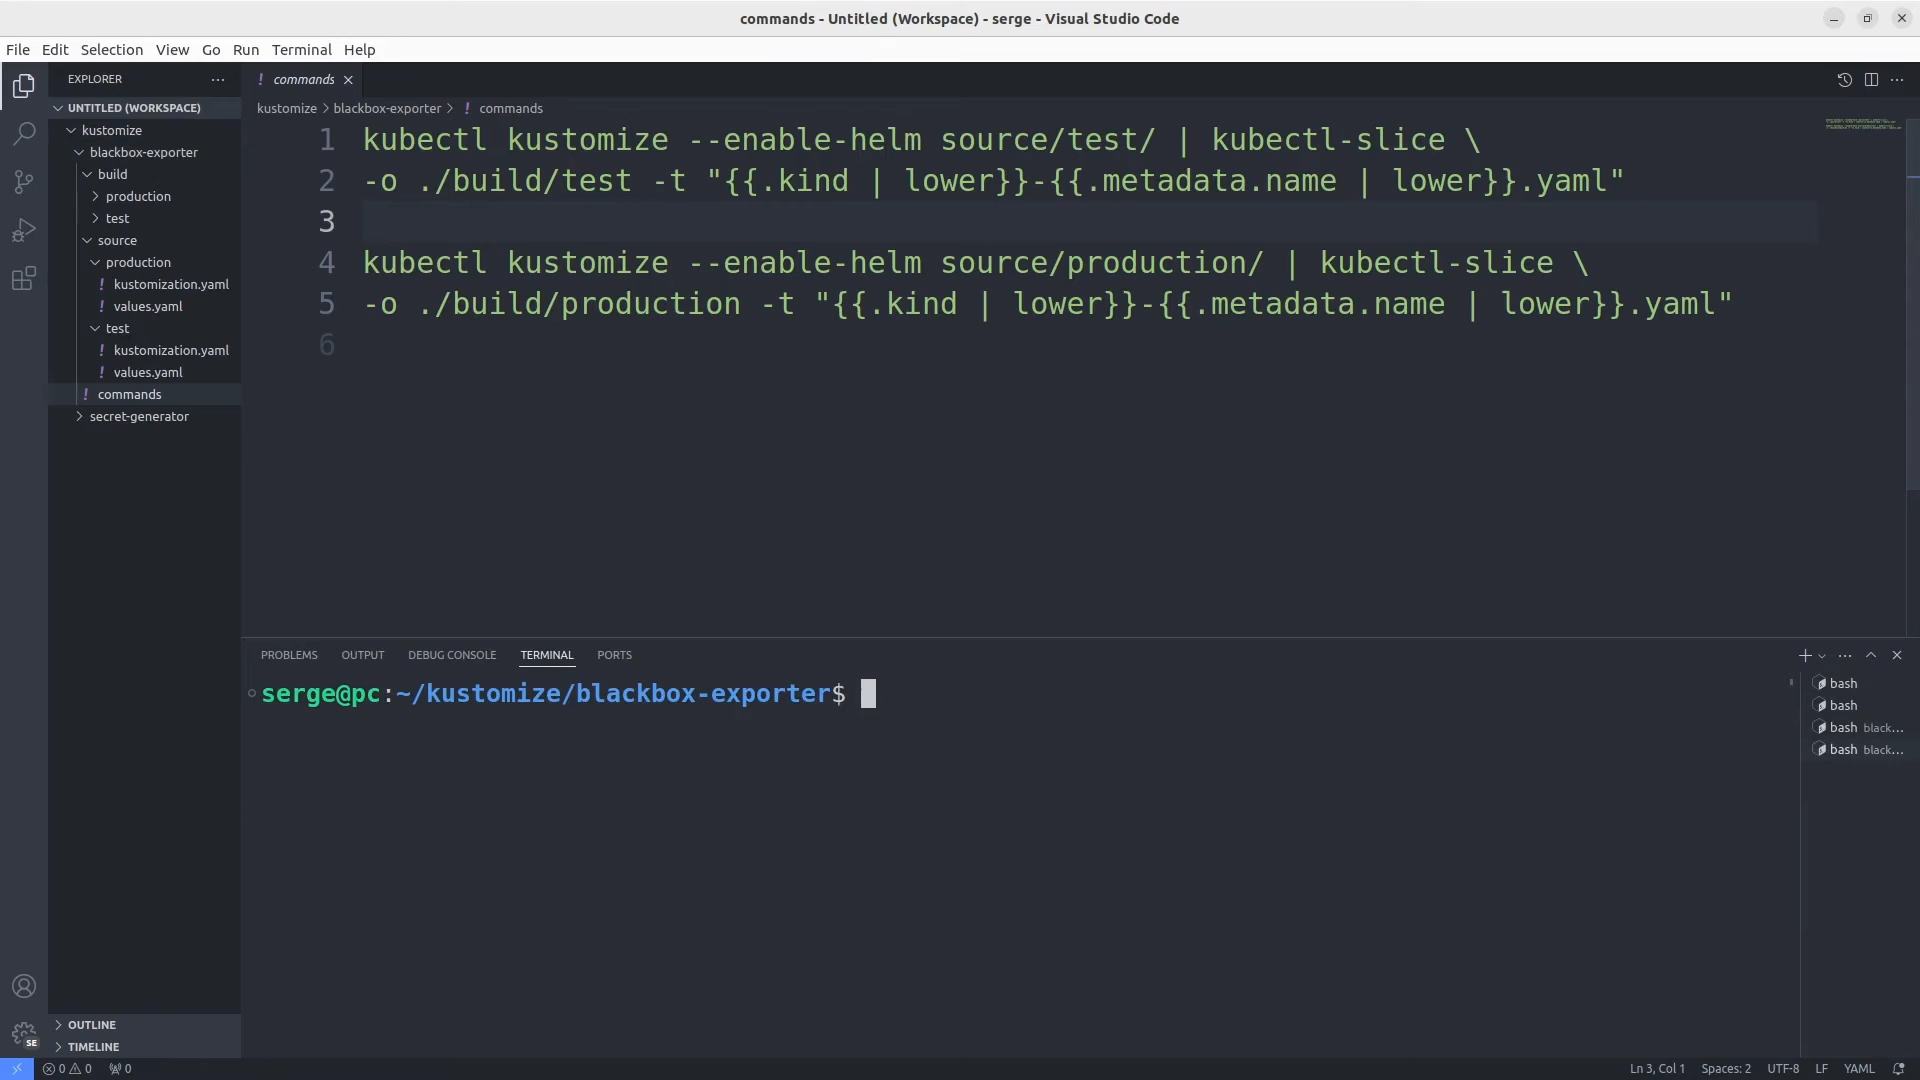 commands - Untitled (Workspace) - serge - Visual Studio Code
File Edit Selection View Go Run Terminal Help
EXPLORER
UNTITLED (WORKSPACE)
kustomize
blackbox-exporter
build
production
test
source
production
kustomization.yaml
values.yaml
test
kustomization.yaml
values.yaml
commands
secret-generator
OUTLINE
TIMELINE
commands
kustomize > blackbox-exporter > ! commands
1 kubectl kustomize --enable-helm source/test/ | kubectl-slice \
2 -o ./build/test -t "{{.kind | lower}}-{{.metadata.name | lower}}.yaml"
3
4 kubectl kustomize --enable-helm source/production/ | kubectl-slice \
5 -o ./build/production -t "{{.kind | lower}}-{{.metadata.name | lower}}.yaml"
6
PROBLEMS OUTPUT DEBUG CONSOLE TERMINAL PORTS
serge@pc:~/kustomize/blackbox-exporter$
bash
bash
bash black...
bash black...
SE
0 0 0
Ln 3, Col 1 Spaces: 2 UTF-8 LF YAML